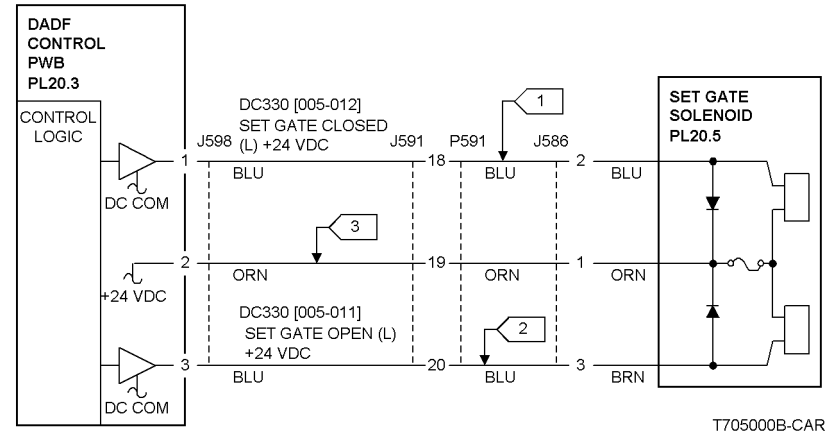 DADF
CONTROL
PWB
PL20.3
CONTROL
LOGIC
DC330 [005-012]
SET GATE CLOSED
(L) +24 VDC
J598
J591
P591
J586
1
SET GATE
SOLENOID
PL20.5
1
BLU
18
BLU
2
BLU
DC COM
3
2
ORN
19
ORN
1
ORN
+24 VDC
DC330 [005-011]
SET GATE OPEN (L)
+24 VDC
2
3
BLU
20
BLU
3
BRN
DC COM
T705000B-CAR